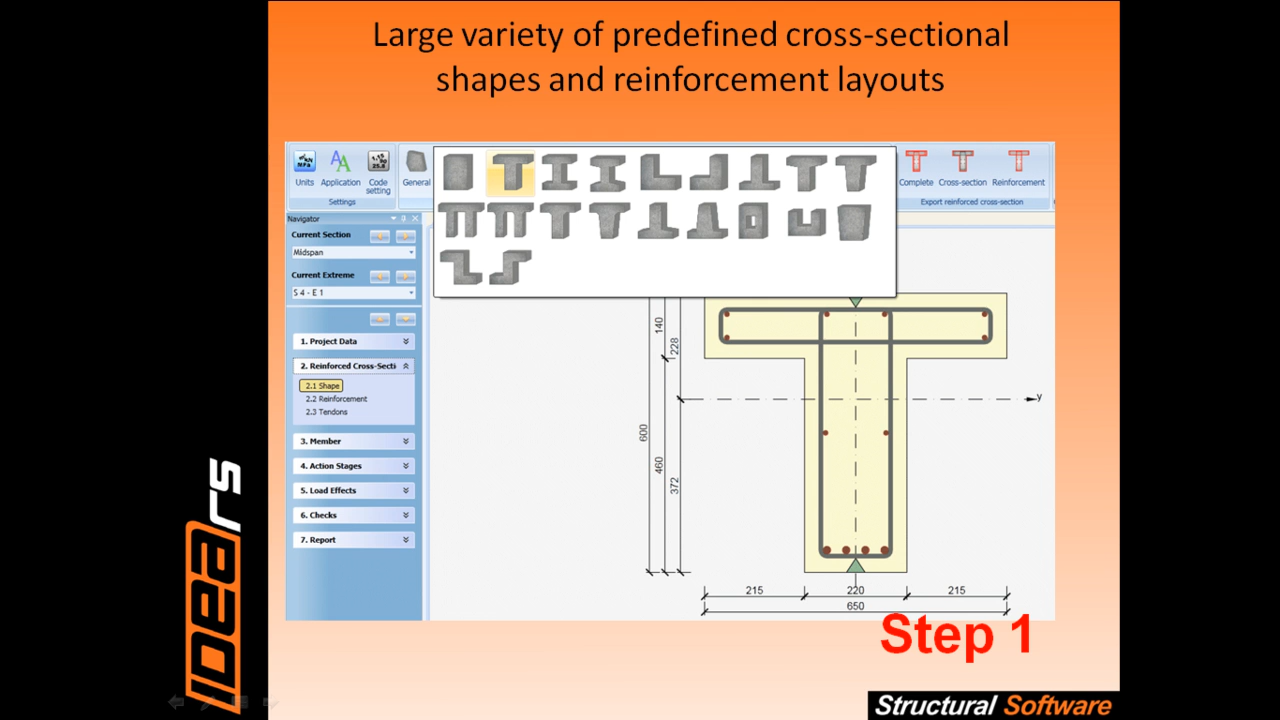 Large variety of predefined cross-sectional
shapes and reinforcement layouts
Units
Application
Code
setting
General
Complete
Cross-section
Reinforcement
Settings
Export reinforced cross-section
Navigator
Current Section
Midspan
Current Extreme
S 4 - E 1
1. Project Data
2. Reinforced Cross-Secti
2.1 Shape
2.2 Reinforcement
2.3 Tendons
3. Member
4. Action Stages
5. Load Effects
6. Checks
7. Report
140
228
y
600
460
372
215
220
215
650
Step 1
IDEARS
Structural Software